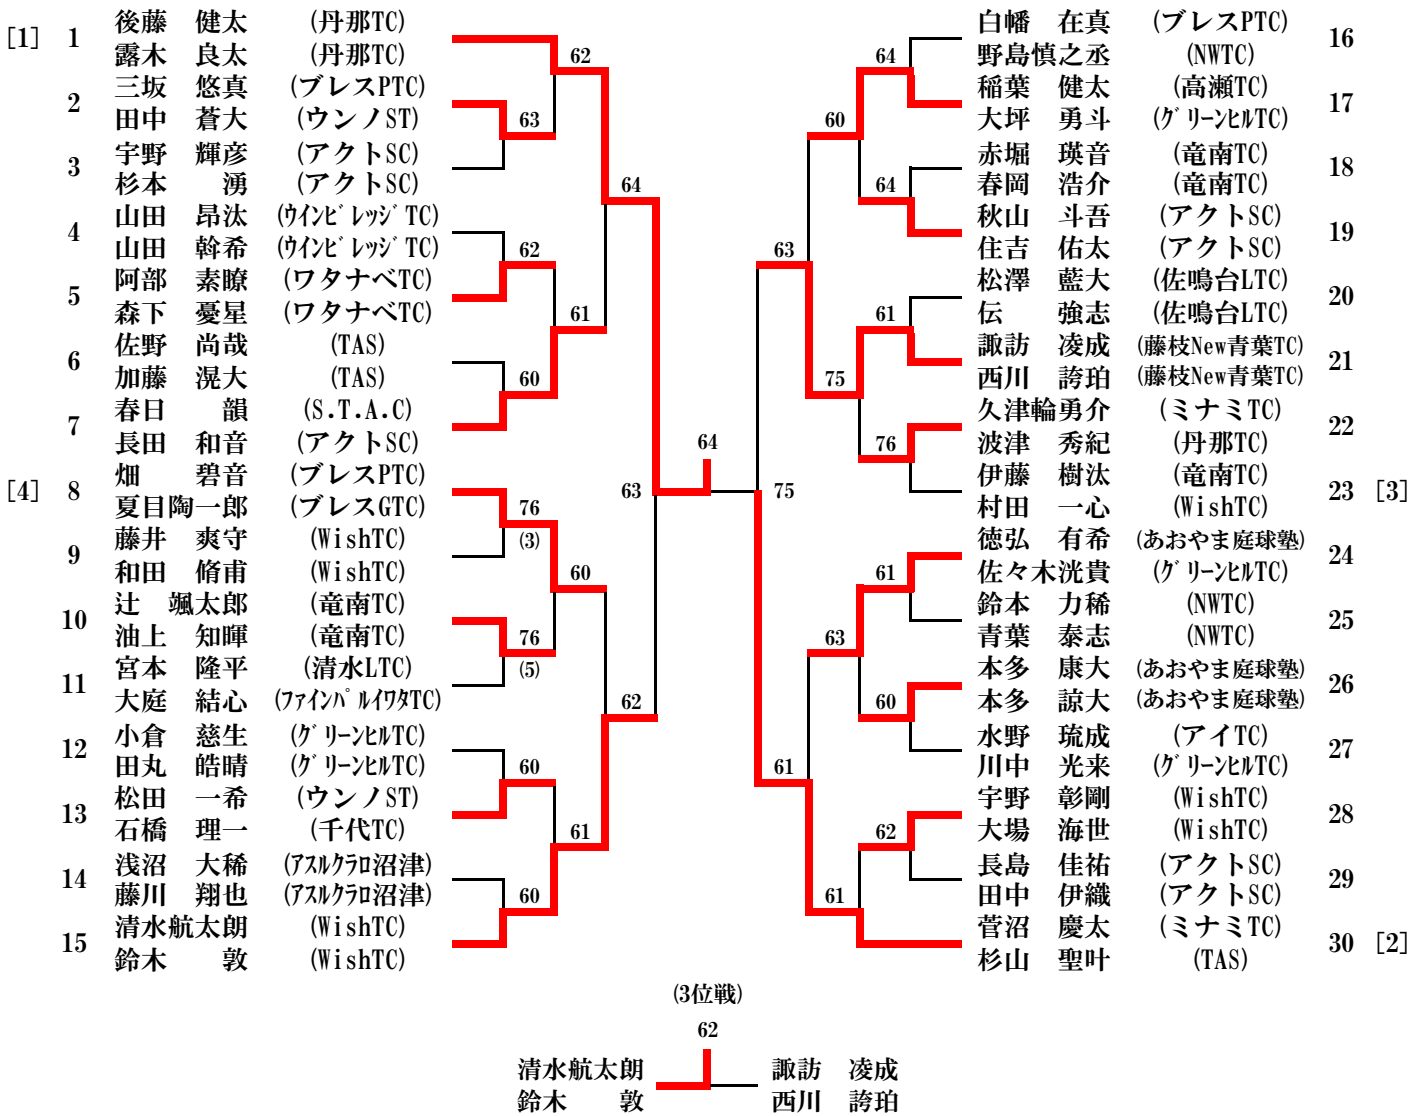 [1] 1 後藤 健太 (丹那TC)
露木 良太 (丹那TC)
2 三坂 悠真 (ブレスPTC)
田中 蒼大 (ウンノST)
3 宇野 輝彦 (アクトSC)
杉本 湧 (アクトSC)
4 山田 昂汰 (ウインビレッジTC)
山田 幹希 (ウインビレッジTC)
5 阿部 素瞭 (ワタナベTC)
森下 憂星 (ワタナベTC)
6 佐野 尚哉 (TAS)
加藤 滉大 (TAS)
7 春日 韻 (S.T.A.C)
長田 和音 (アクトSC)
[4] 8 畑 碧音 (ブレスPTC)
夏目陶一郎 (ブレスGTC)
9 藤井 爽守 (WishTC)
和田 脩甫 (WishTC)
10 辻 颯太郎 (竜南TC)
油上 知暉 (竜南TC)
11 宮本 隆平 (清水LTC)
大庭 結心 (ファインパルイワタTC)
12 小倉 慈生 (グリーンヒルTC)
田丸 皓晴 (グリーンヒルTC)
13 松田 一希 (ウンノST)
石橋 理一 (千代TC)
14 浅沼 大稀 (アスルクラロ沼津)
藤川 翔也 (アスルクラロ沼津)
15 清水航太朗 (WishTC)
鈴木 敦 (WishTC)
62
63
64
62
61
60
64
63
76
(3)
60
76
(5)
62
60
61
60
64
60
64
63
61
75
76
75
61
63
60
61
62
61
白幡 在真 (ブレスPTC) 16
野島慎之丞 (NWTC)
稲葉 健太 (高瀬TC) 17
大坪 勇斗 (グリーンヒルTC)
赤堀 瑛音 (竜南TC) 18
春岡 浩介 (竜南TC)
秋山 斗吾 (アクトSC) 19
住吉 佑太 (アクトSC)
松澤 藍大 (佐鳴台LTC) 20
伝 強志 (佐鳴台LTC)
諏訪 凌成 (藤枝New青葉TC) 21
西川 誇珀 (藤枝New青葉TC)
久津輪勇介 (ミナミTC) 22
波津 秀紀 (丹那TC)
伊藤 樹汰 (竜南TC) 23 [3]
村田 一心 (WishTC)
徳弘 有希 (あおやま庭球塾) 24
佐々木洸貴 (グリーンヒルTC)
鈴本 力稀 (NWTC) 25
青葉 泰志 (NWTC)
本多 康大 (あおやま庭球塾) 26
本多 諒大 (あおやま庭球塾)
水野 琉成 (アイTC) 27
川中 光来 (グリーンヒルTC)
宇野 彰剛 (WishTC) 28
大場 海世 (WishTC)
長島 佳祐 (アクトSC) 29
田中 伊織 (アクトSC)
菅沼 慶太 (ミナミTC) 30 [2]
杉山 聖叶 (TAS)
(3位戦)
62
清水航太朗 諏訪 凌成
鈴木 敦 西川 誇珀